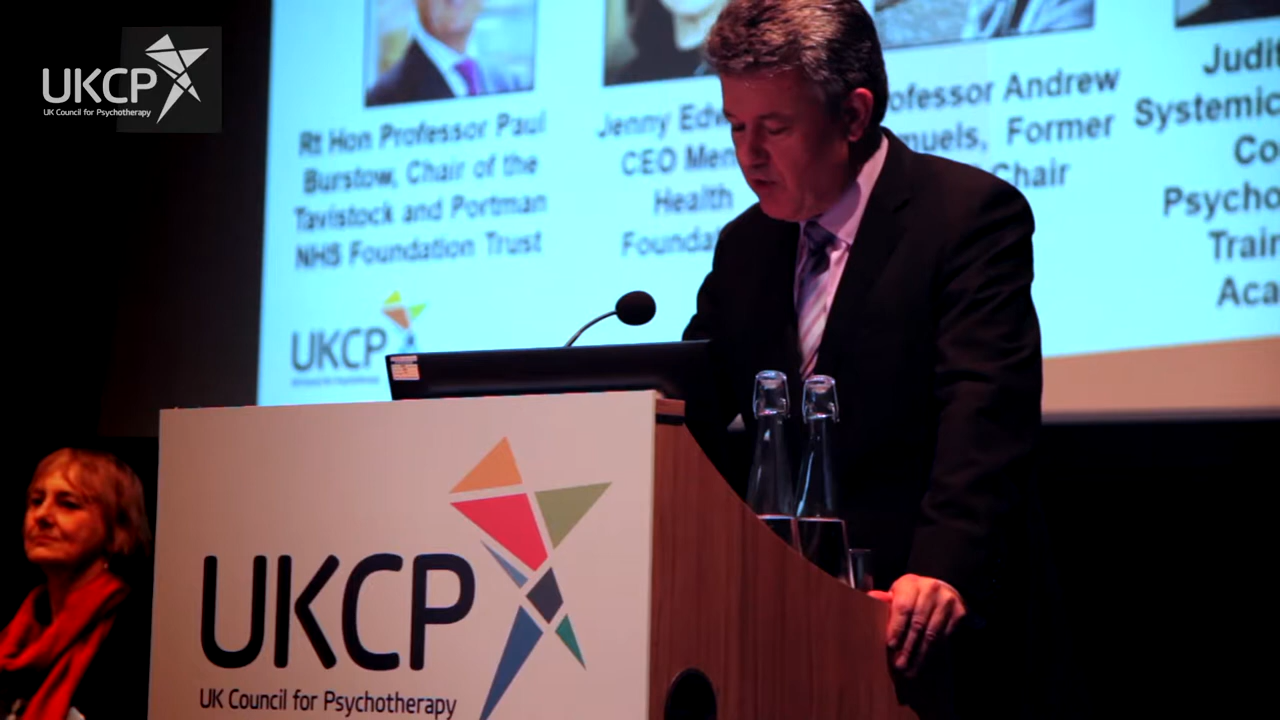 UKCP
UK Council for Psychotherapy
Rt Hon Professor Paul
Burstow, Chair of the
Tavistock and Portman
NHS Foundation Trust
Jenny Edw
CEO Men
Health
Founda
ofessor Andrew
muels, Former
Chair
Judit
Systemic
Co
Psycho
Train
Aca
UKCP
UKCP
UK Council for Psychotherapy